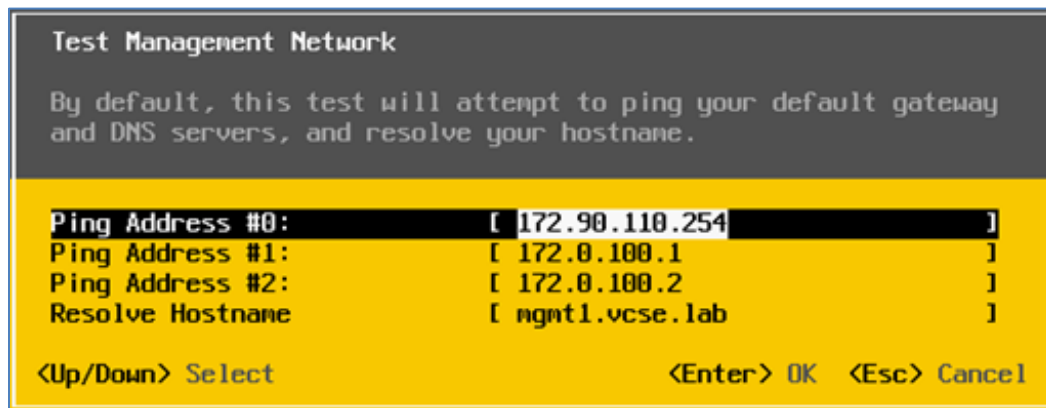 Test Management Network
By default, this test will attempt to ping your default gateway
and DNS servers, and resolve your hostname.
Ping Address #0: [ 172.90.110.254 ]
Ping Address #1: [ 172.0.100.1 ]
Ping Address #2: [ 172.0.100.2 ]
Resolve Hostname [ mgmt1.vcse.lab ]
<Up/Down> Select <Enter> OK <Esc> Cancel